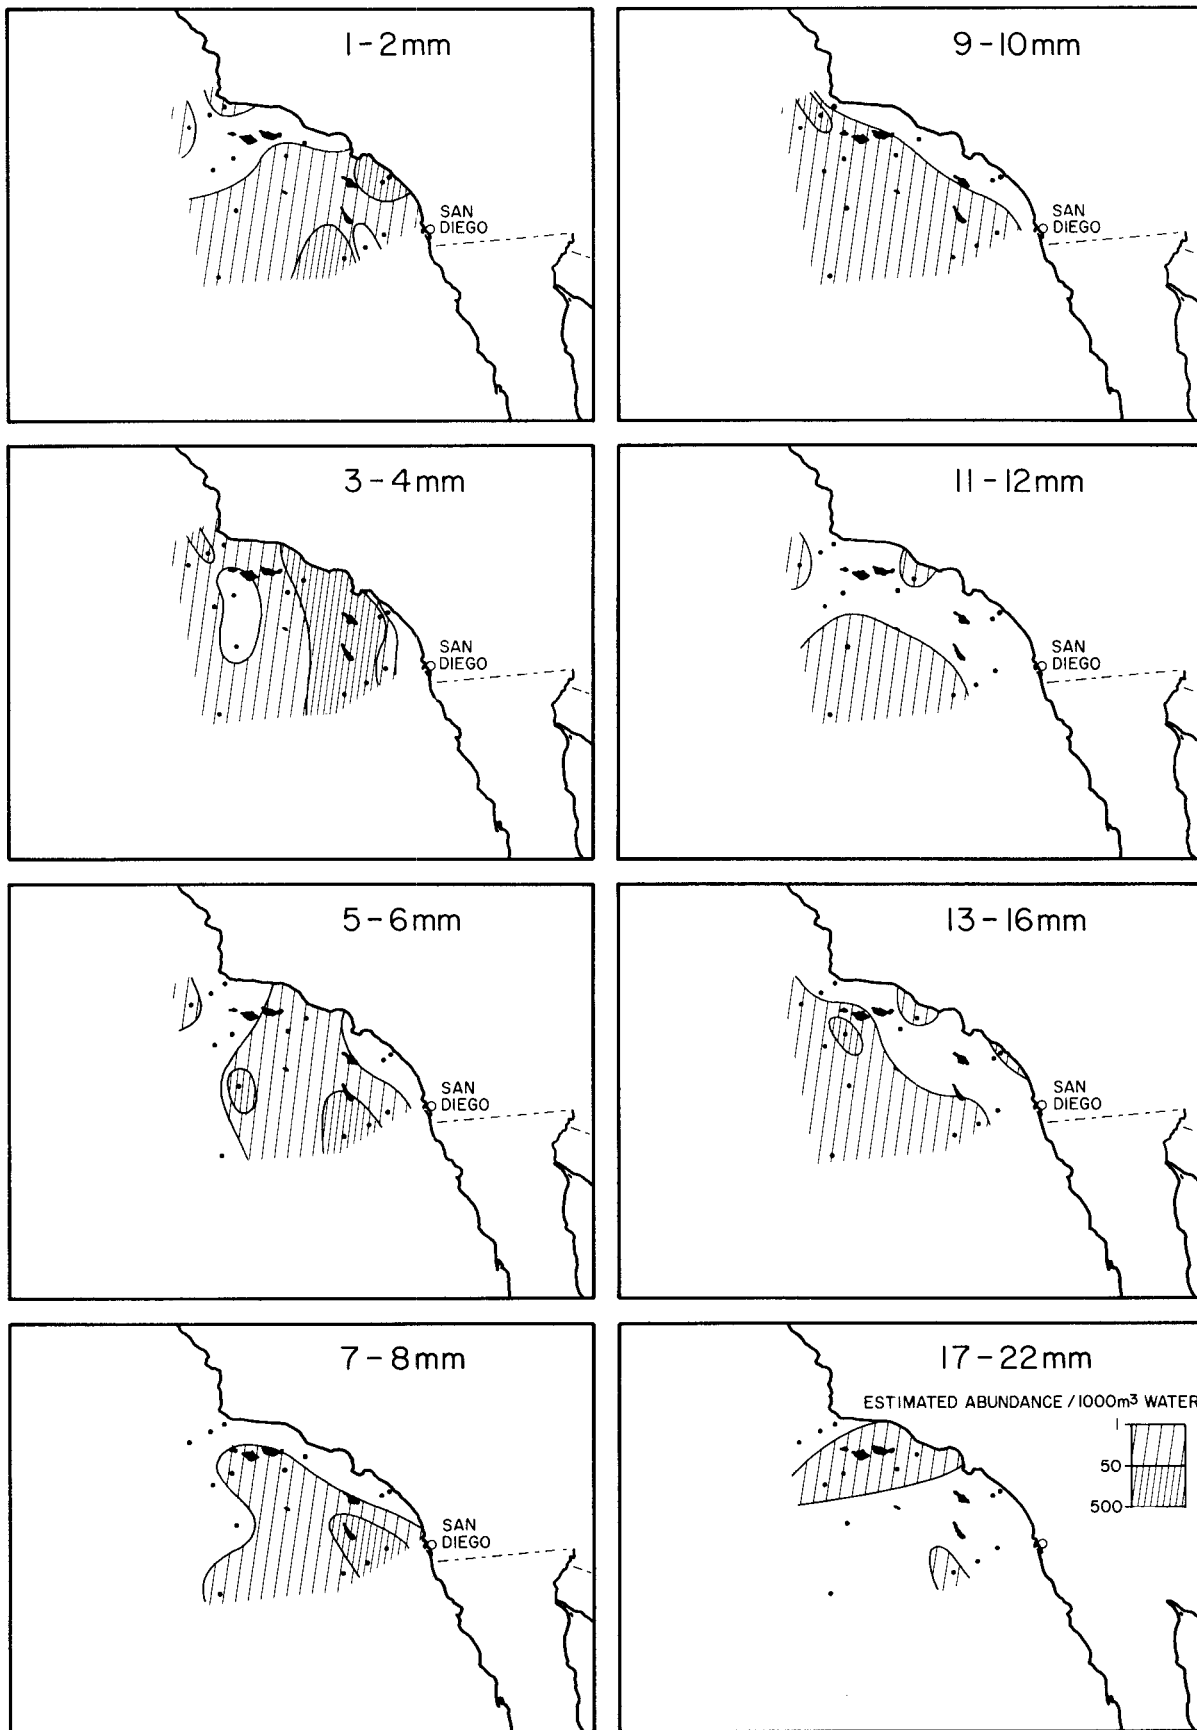 1-2mm
SAN
DIEGO
9-10mm
SAN
DIEGO
3-4mm
SAN
DIEGO
11-12mm
SAN
DIEGO
5-6mm
SAN
DIEGO
13-16mm
SAN
DIEGO
7-8mm
SAN
DIEGO
17-22mm
ESTIMATED ABUNDANCE/1000m³ WATER
1
50
500